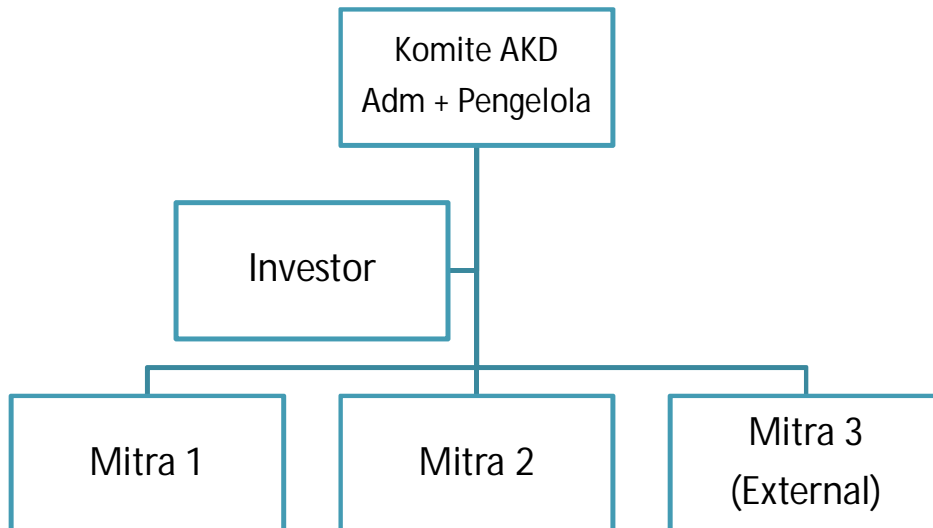 Komite AKD
Adm + Pengelola
Investor
Mitra 1
Mitra 2
Mitra 3
(External)